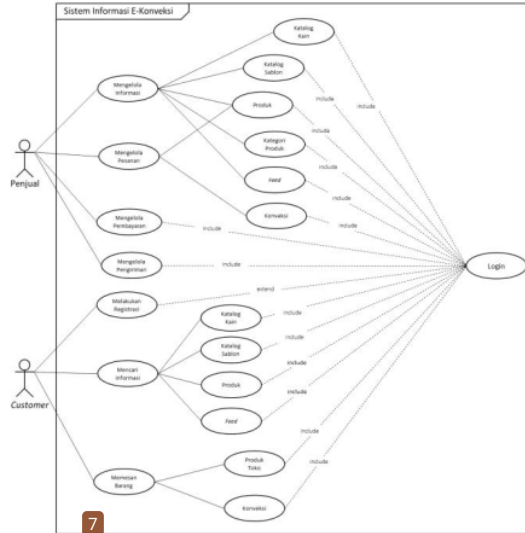 Sistem Informasi E-Konveksi
Katalog
Kain
Katalog
Sablon
Mengelola
Informasi
include
include
Produk
include
Kategori
Produk
include
Mengelola
Pesanan
Penjual
Feed
include
Konveksi
include
Mengelola
Pembayaran
include
Mengelola
Pengiriman
include
Login
extend
Melakukan
Registrasi
Katalog
Kain
include
Katalog
Sablon
include
Mencari
Informasi
Produk
include
Customer
Feed
include
include
Produk
Toko
include
Memesan
Barang
Konveksi
7